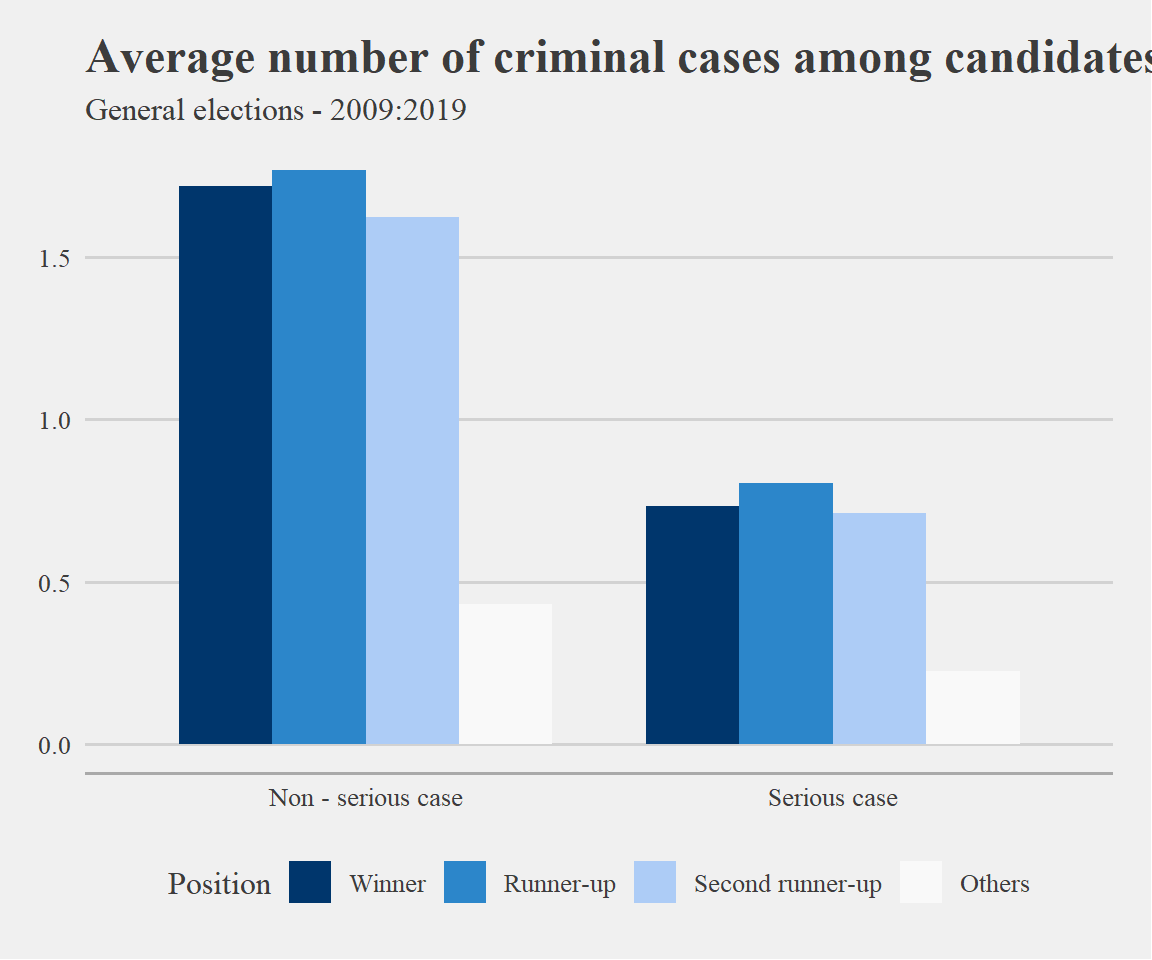 Average number of criminal cases among candidates
General elections - 2009:2019
1.5
1.0
0.5
0.0
Non - serious case Serious case
Position Winner Runner-up Second runner-up Others